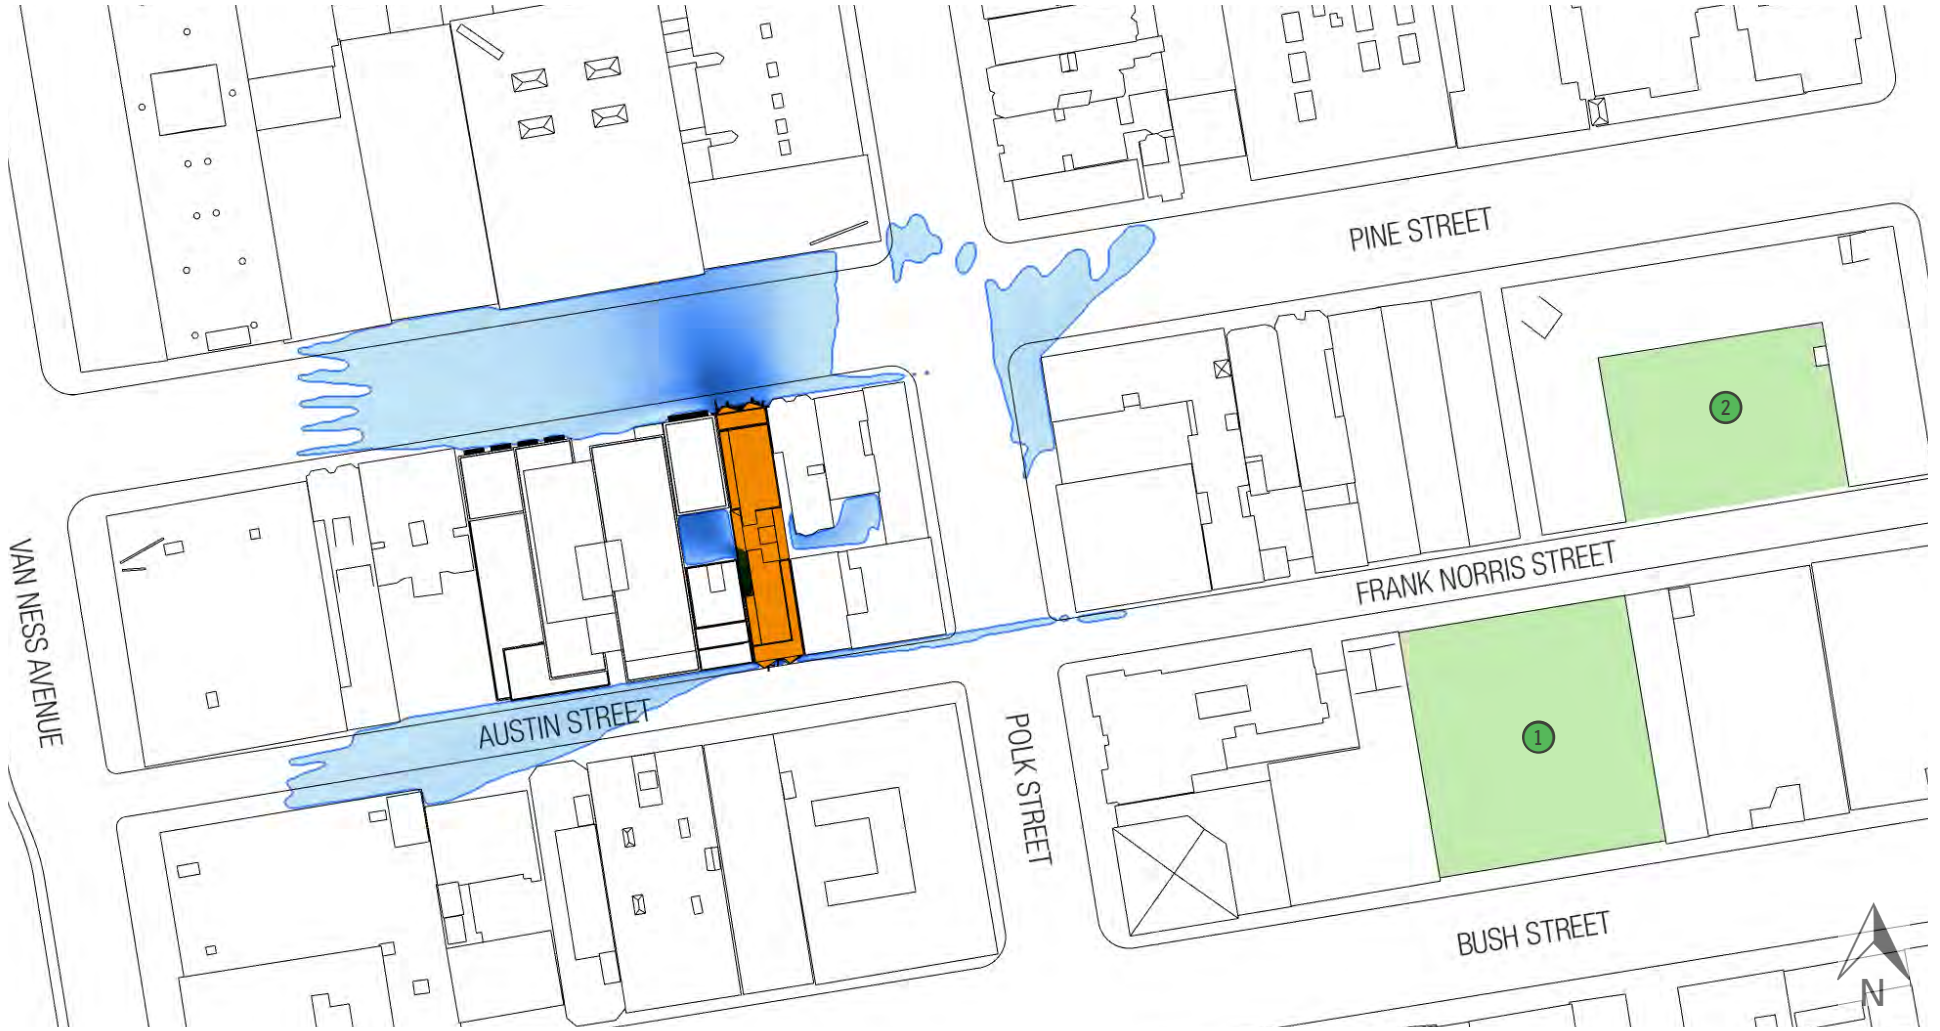 PINE STREET
2
VAN NESS AVENUE
FRANK NORRIS STREET
AUSTIN STREET
POLK STREET
1
BUSH STREET
N